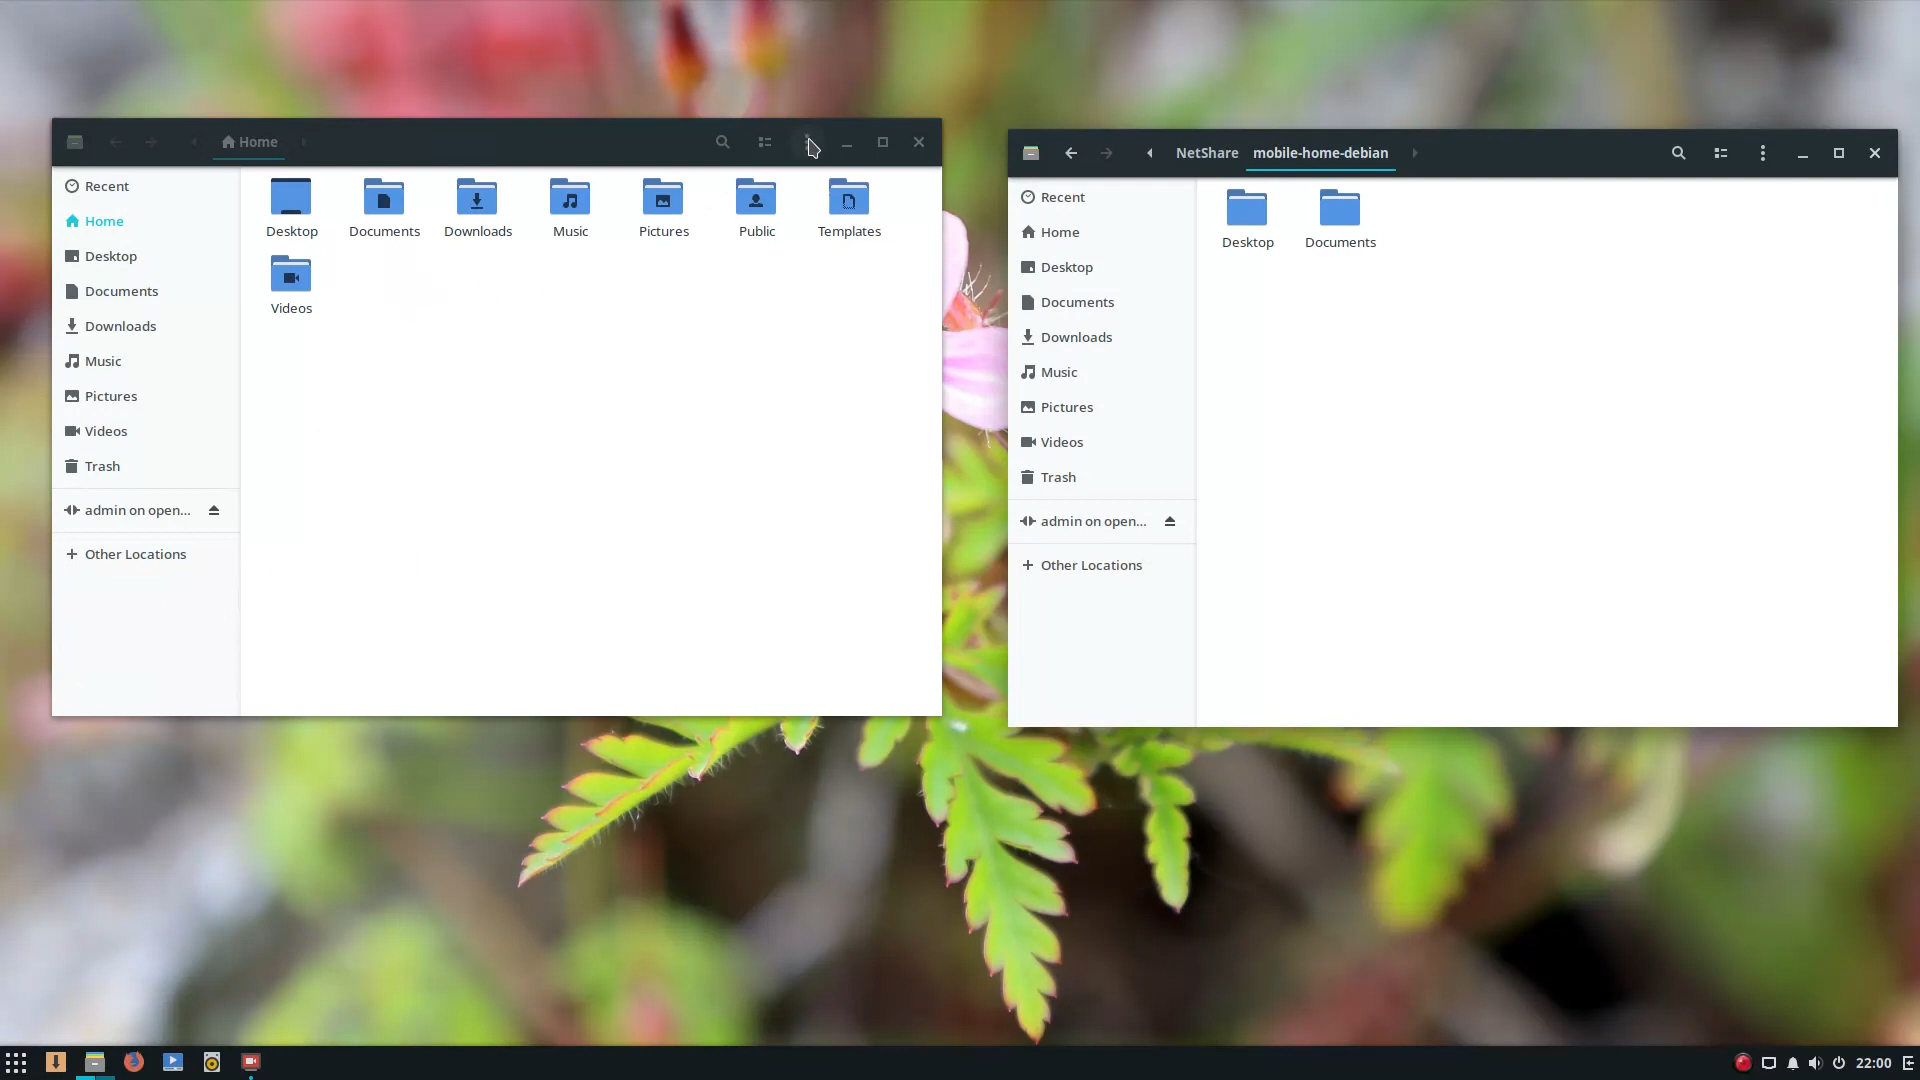 Home
Recent
Home
Desktop
Documents
Downloads
Music
Pictures
Videos
Trash
admin on open...
Other Locations
Desktop
Documents
Downloads
Music
Pictures
Public
Templates
Videos
NetShare
mobile-home-debian
Recent
Home
Desktop
Documents
Downloads
Music
Pictures
Videos
Trash
admin on open...
Other Locations
Desktop
Documents
22:00